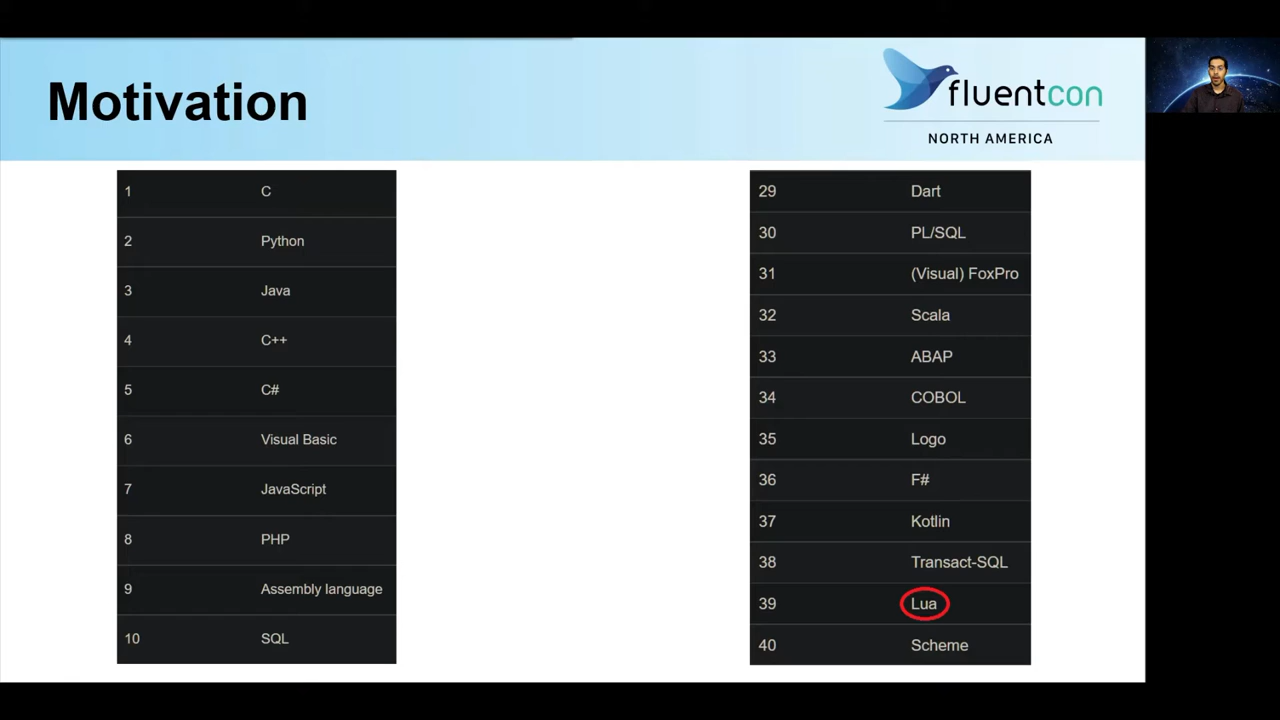 Motivation
fluentcon
NORTH AMERICA
1 C
2 Python
3 Java
4 C++
5 C#
6 Visual Basic
7 JavaScript
8 PHP
9 Assembly language
10 SQL
29 Dart
30 PL/SQL
31 (Visual) FoxPro
32 Scala
33 ABAP
34 COBOL
35 Logo
36 F#
37 Kotlin
38 Transact-SQL
39 Lua
40 Scheme